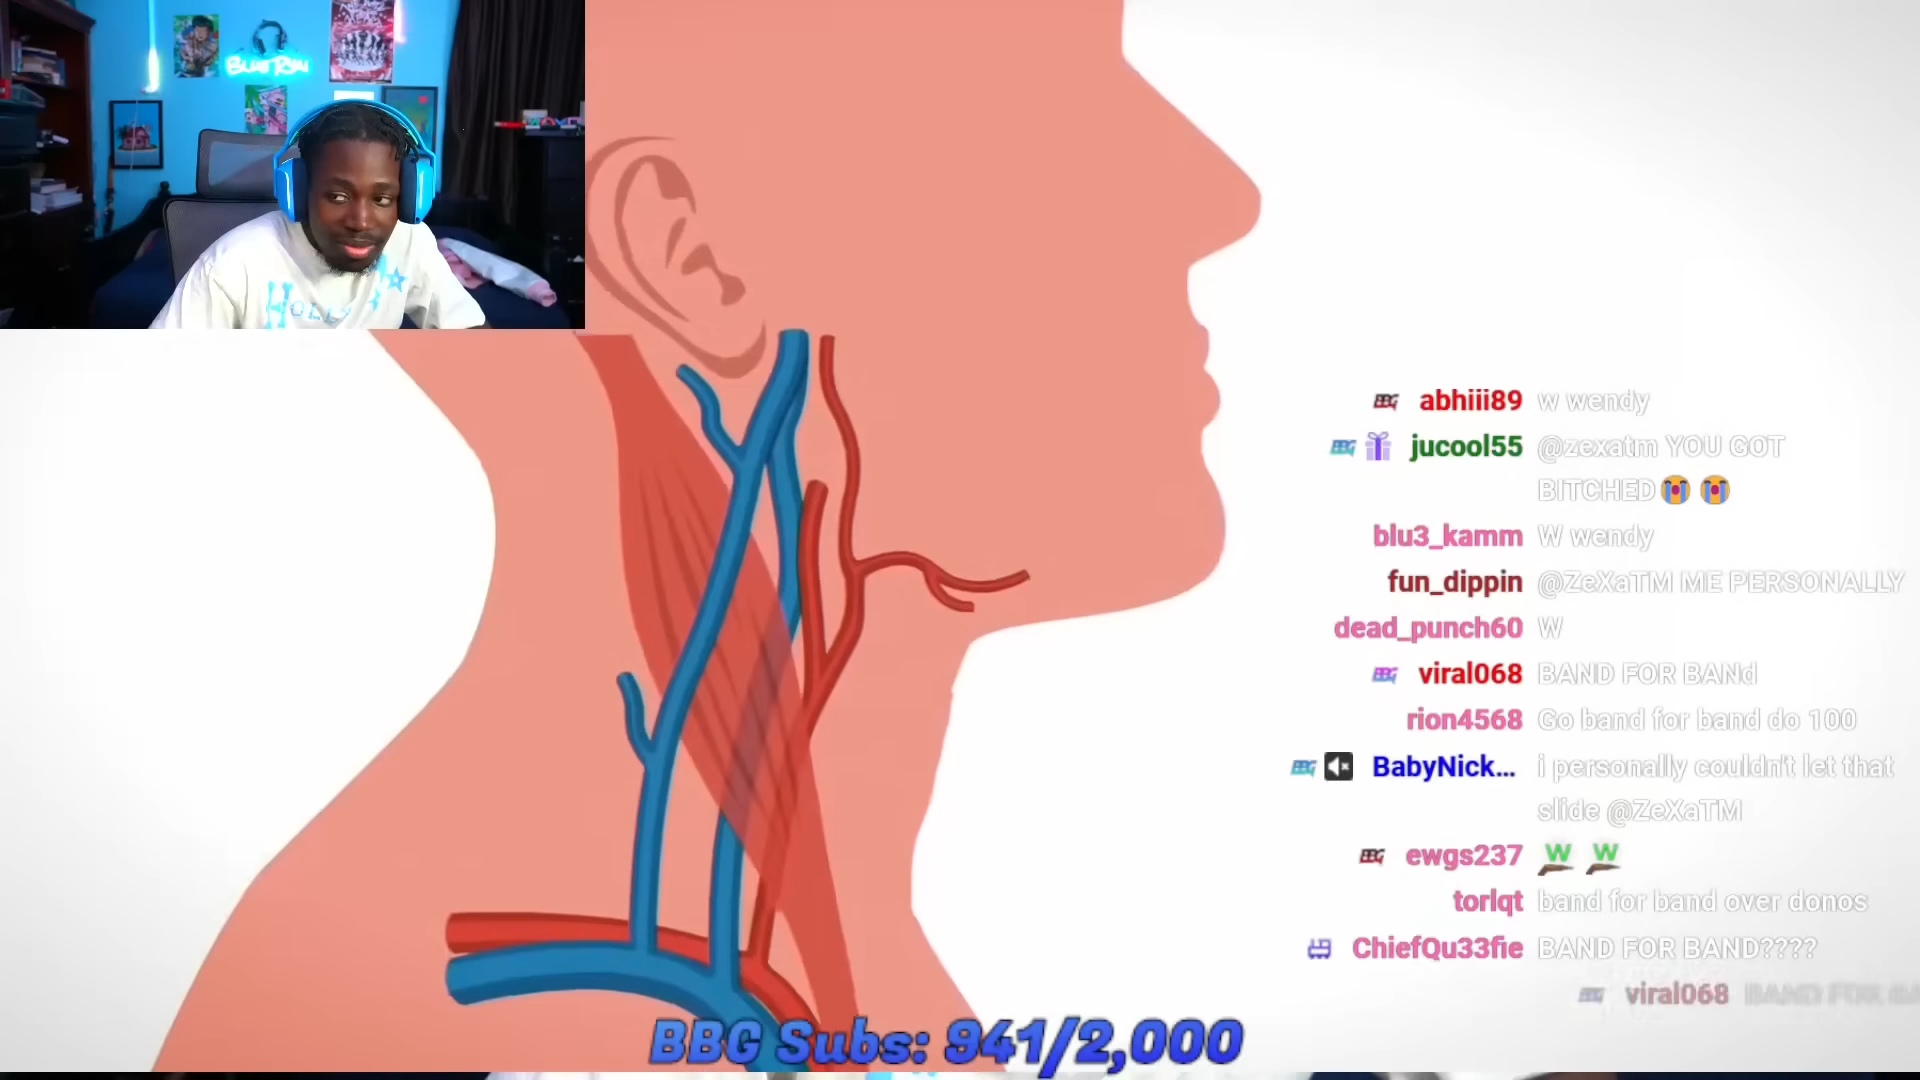 abhiii89 w wendy
jucool55 @zexatm YOU GOT
BITCHED😭 😭
blu3_kamm W wendy
fun_dippin @ZeXaTM ME PERSONALLY
dead_punch60 W
viral068 BAND FOR BANd
rion4568 Go band for band do 100
BabyNick... i personally couldn't let that
slide @ZeXaTM
ewgs237 W W
torlqt band for band over donos
ChiefQu33fie BAND FOR BAND????
viral068 BAND FOR
BBG Subs: 941/2,000